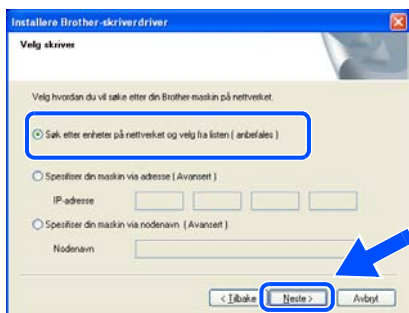 Installere Brother-skriverdriver
Velg skriver
Velg hvordan du vil søke etter din Brother-maskin på nettverket.
Søk etter enheter på nettverket og velg fra listen ( anbefales )
Spesifiser din maskin via adresse ( Avansert )
IP-adresse
Spesifiser din maskin via nodenavn ( Avansert )
Nodenavn
< Tilbake Neste > Avbryt